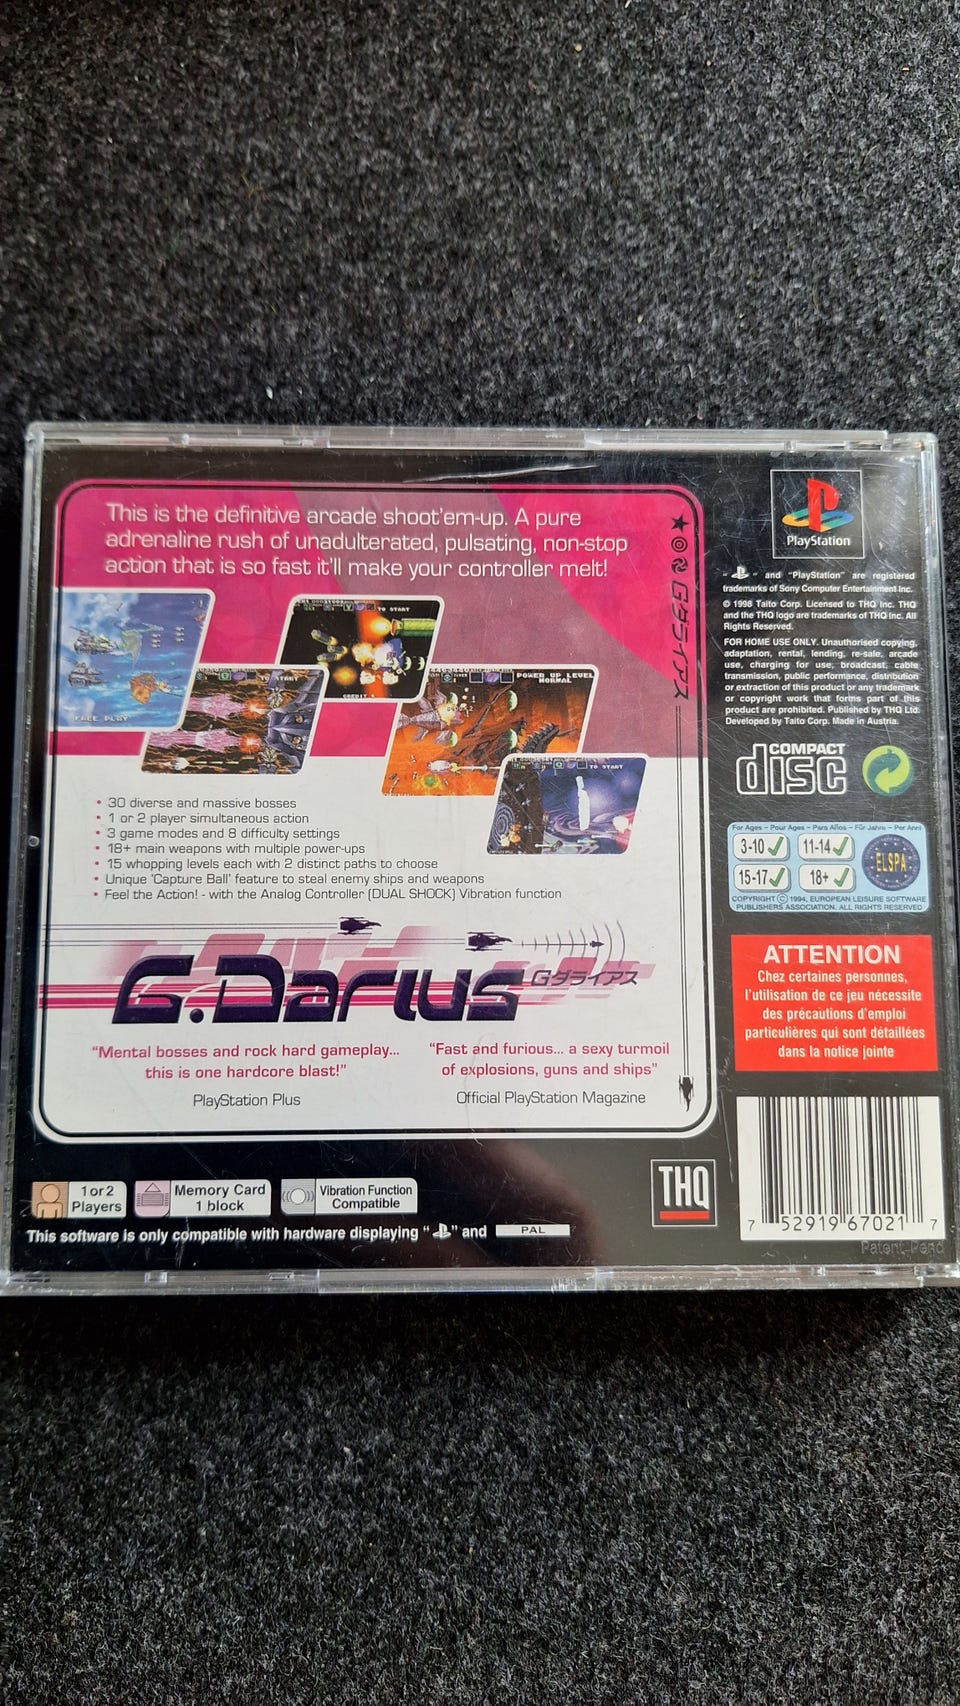 This is the definitive arcade shoot'em-up. A pure
adrenaline rush of unadulterated, pulsating, non-stop
action that is so fast it'll make your controller melt!
FREE PLAY
TO START
CREDIT
TO START
POWER UP LEVEL
NORMAL
TO START
Gダライアス
• 30 diverse and massive bosses
• 1 or 2 player simultaneous action
• 3 game modes and 8 difficulty settings
• 18+ main weapons with multiple power-ups
• 15 whopping levels each with 2 distinct paths to choose
• Unique 'Capture Ball' feature to steal enemy ships and weapons
• Feel the Action! - with the Analog Controller (DUAL SHOCK) Vibration function
G.Darius
Gダライアス
"Mental bosses and rock hard gameplay...
this is one hardcore blast!"
PlayStation Plus
"Fast and furious... a sexy turmoil
of explosions, guns and ships"
Official PlayStation Magazine
1 or 2
Players
Memory Card
1 block
Vibration Function
Compatible
THQ
This software is only compatible with hardware displaying " " and PAL
PlayStation
" " and "PlayStation" are registered
trademarks of Sony Computer Entertainment Inc.
© 1998 Taito Corp. Licensed to THQ Inc. THQ
and the THQ logo are trademarks of THQ Inc. All
Rights Reserved.
FOR HOME USE ONLY. Unauthorised copying,
adaptation, rental, lending, re-sale, arcade
use, charging for use, broadcast, cable
transmission, public performance, distribution
or extraction of this product or any trademark
or copyright work that forms part of this
product are prohibited. Published by THQ Ltd.
Developed by Taito Corp. Made in Austria.
COMPACT
disc
For Ages - Pour Ages - Para Años - Für Jahre - Per Anni
3-10
11-14
15-17
18+
ELSPA
COPYRIGHT © 1994, EUROPEAN LEISURE SOFTWARE
PUBLISHERS ASSOCIATION. ALL RIGHTS RESERVED
ATTENTION
Chez certaines personnes,
l'utilisation de ce jeu nécessite
des précautions d'emploi
particulières qui sont détaillées
dans la notice jointe
7 52919 67021 7
Patent Pend